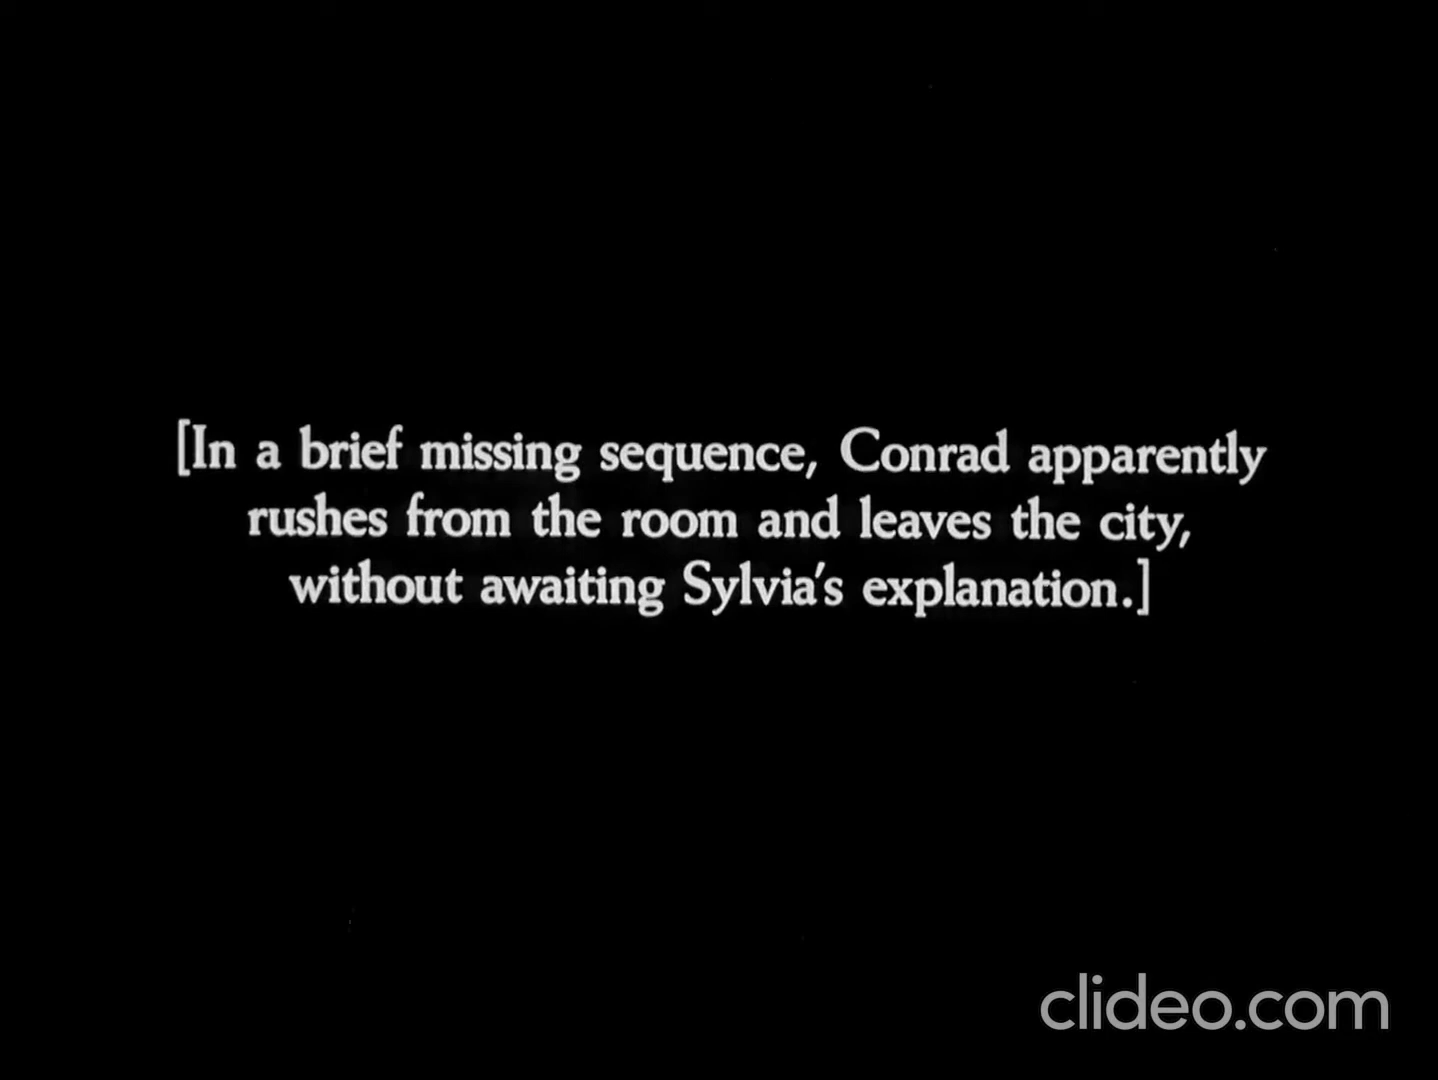 [In a brief missing sequence, Conrad apparently
rushes from the room and leaves the city,
without awaiting Sylvia's explanation.]
clideo.com